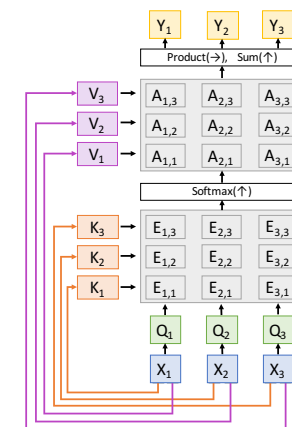 Y1 Y2 Y3
Product(→), Sum(↑)
V3 A1,3 A2,3 A3,3
V2 A1,2 A2,2 A3,2
V1 A1,1 A2,1 A3,1
Softmax(↑)
K3 E1,3 E2,3 E3,3
K2 E1,2 E2,2 E3,2
K1 E1,1 E2,1 E3,1
Q1 Q2 Q3
X1 X2 X3